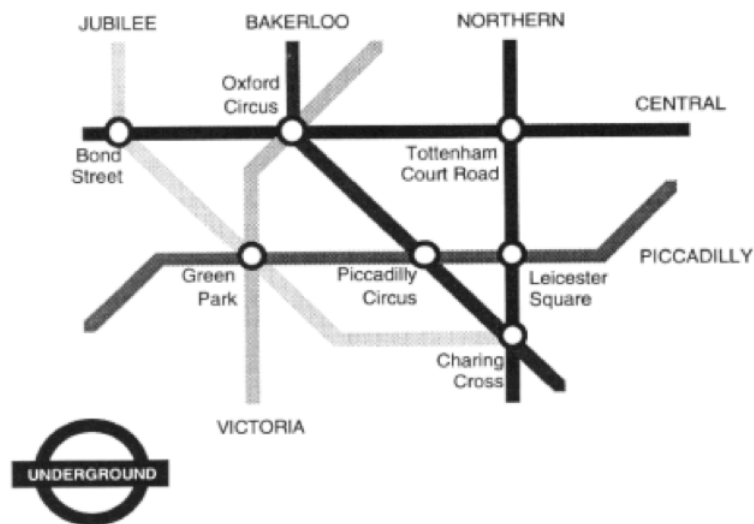 JUBILEE
BAKERLOO
NORTHERN
Oxford
Circus
CENTRAL
Bond
Street
Tottenham
Court Road
Green
Park
Piccadilly
Circus
Leicester
Square
PICCADILLY
Charing
Cross
VICTORIA
UNDERGROUND